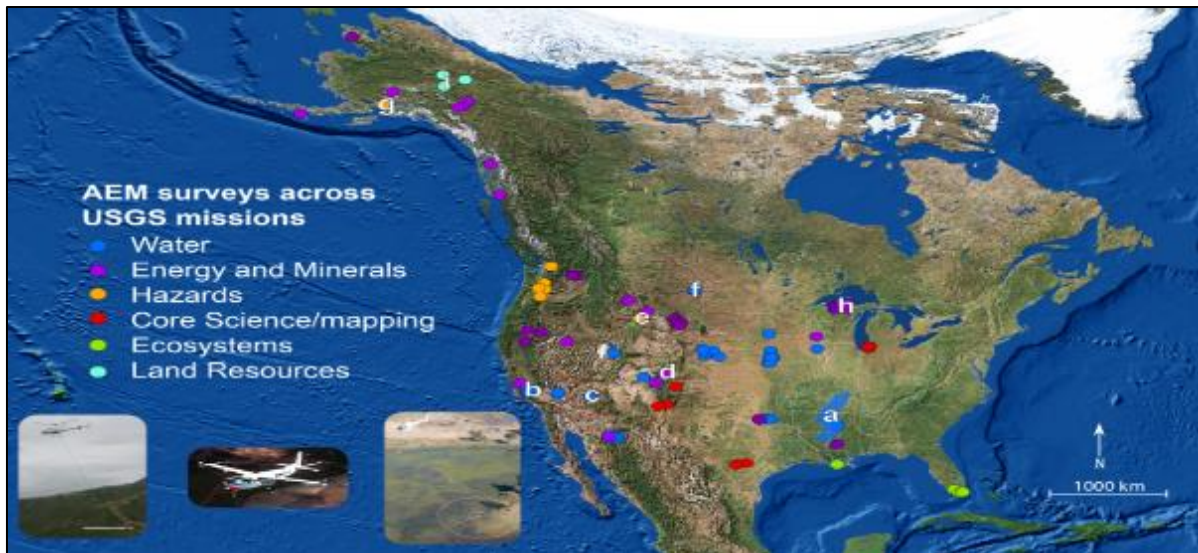 AEM surveys across
USGS missions
Water
Energy and Minerals
Hazards
Core Science/mapping
Ecosystems
Land Resources
g
f
h
e
d
b
c
a
N
1000 km